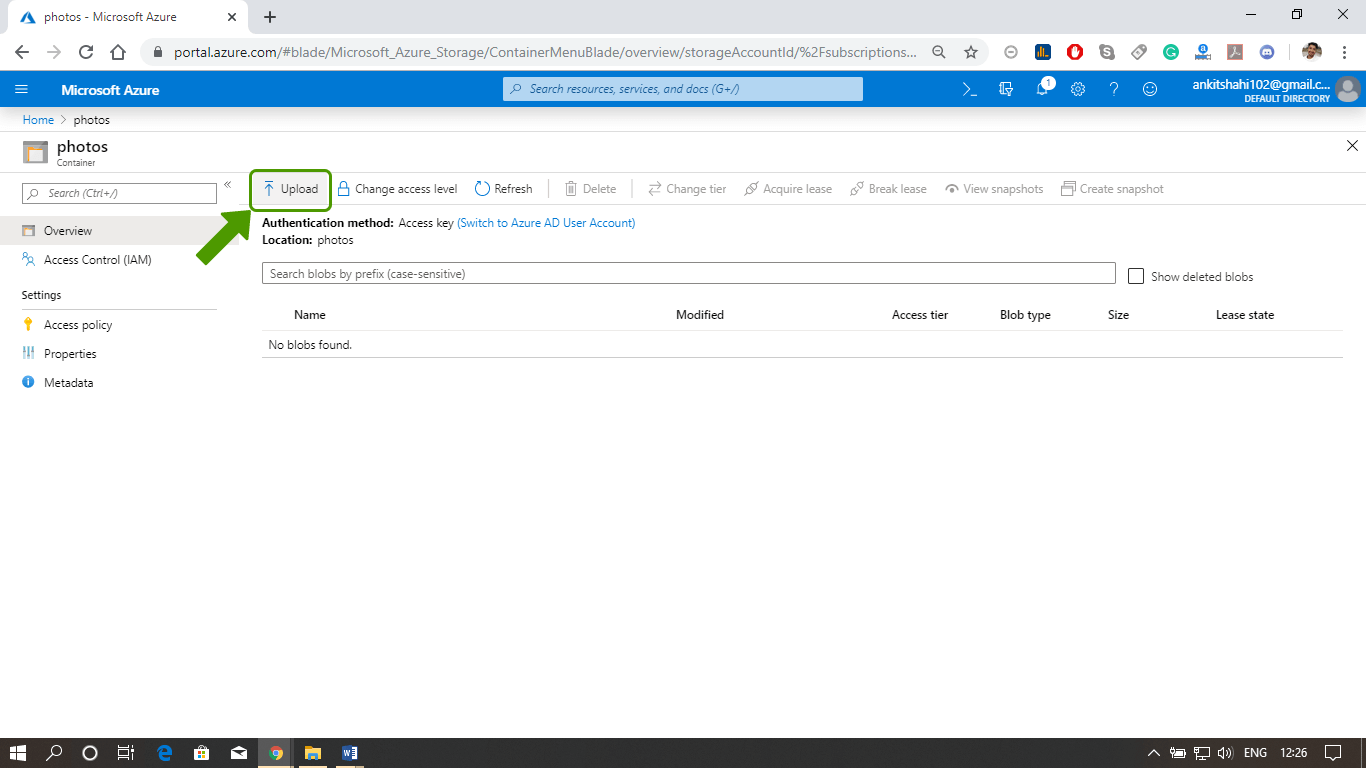 photos - Microsoft Azure
portal.azure.com/#blade/Microsoft_Azure_Storage/ContainerMenuBlade/overview/storageAccountId/%2Fsubscriptions...
Microsoft Azure
Search resources, services, and docs (G+/)
1
ankitshahi102@gmail.c...
DEFAULT DIRECTORY
Home > photos
photos
Container
Search (Ctrl+/)
«
Upload Change access level Refresh Delete Change tier Acquire lease Break lease View snapshots Create snapshot
Overview
Access Control (IAM)
Settings
Access policy
Properties
Metadata
Authentication method: Access key (Switch to Azure AD User Account)
Location: photos
Search blobs by prefix (case-sensitive)
Show deleted blobs
Name Modified Access tier Blob type Size Lease state
No blobs found.
ENG 12:26